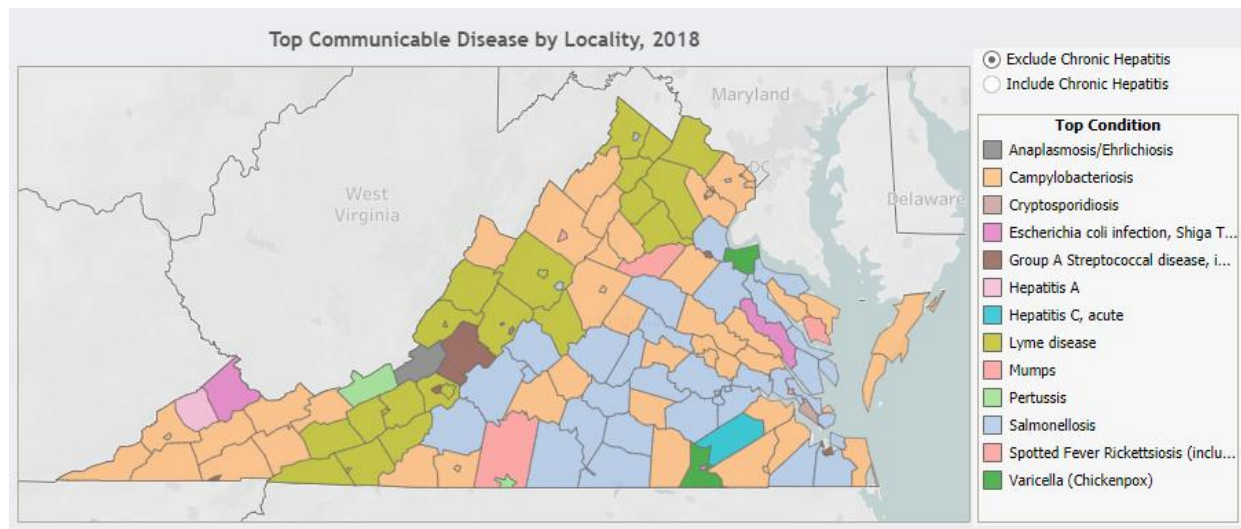 Top Communicable Disease by Locality, 2018
Exclude Chronic Hepatitis
Include Chronic Hepatitis
Maryland
DC
West
Virginia
Delaware
Top Condition
Anaplasmosis/Ehrlichiosis
Campylobacteriosis
Cryptosporidiosis
Escherichia coli infection, Shiga T...
Group A Streptococcal disease, i...
Hepatitis A
Hepatitis C, acute
Lyme disease
Mumps
Pertussis
Salmonellosis
Spotted Fever Rickettsiosis (inclu...
Varicella (Chickenpox)